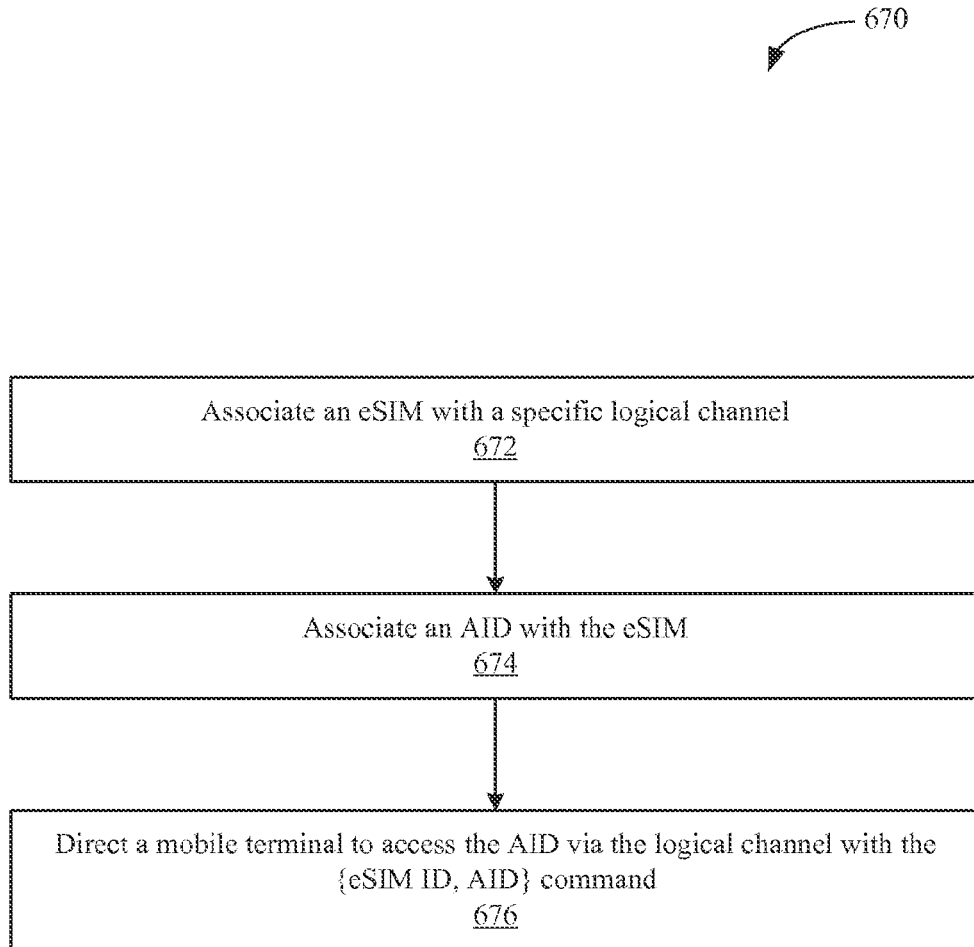 670
Associate an eSIM with a specific logical channel
672
Associate an AID with the eSIM
674
Direct a mobile terminal to access the AID via the logical channel with the
{eSIM ID, AID} command
676